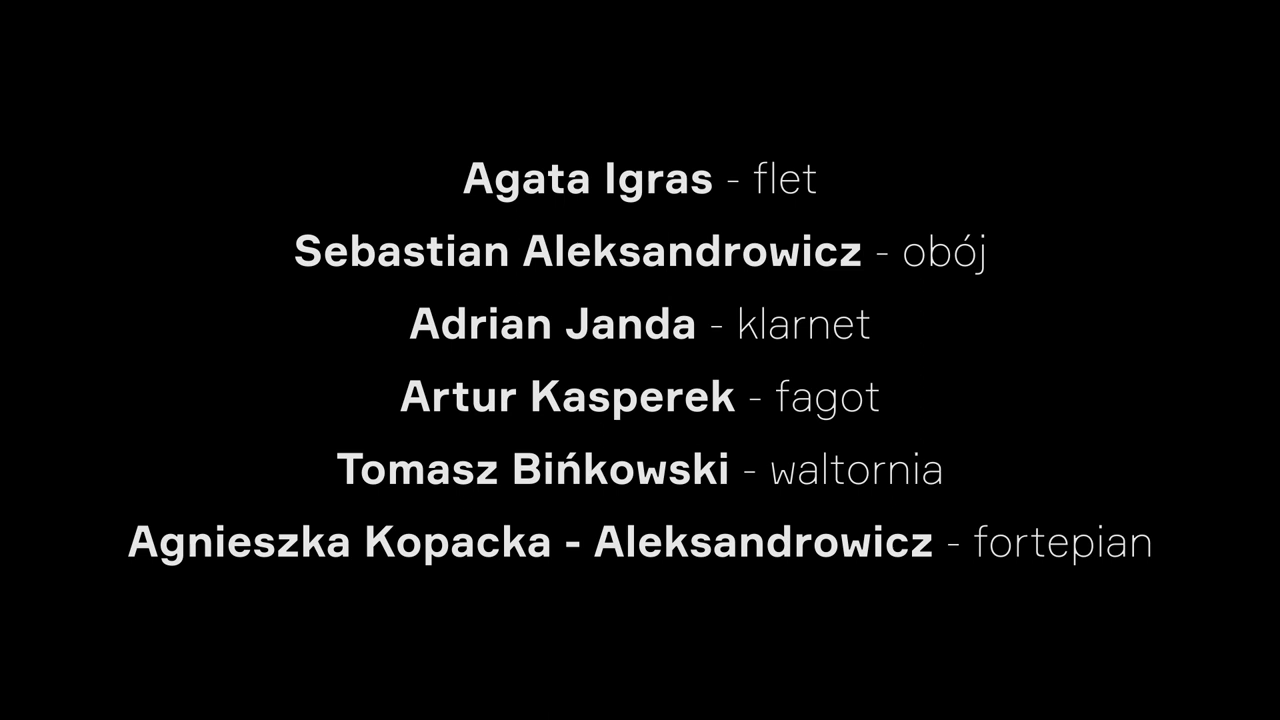 Agata Igras - flet
Sebastian Aleksandrowicz - obój
Adrian Janda - klarnet
Artur Kasperek - fagot
Tomasz Bińkowski - waltornia
Agnieszka Kopacka - Aleksandrowicz - fortepian